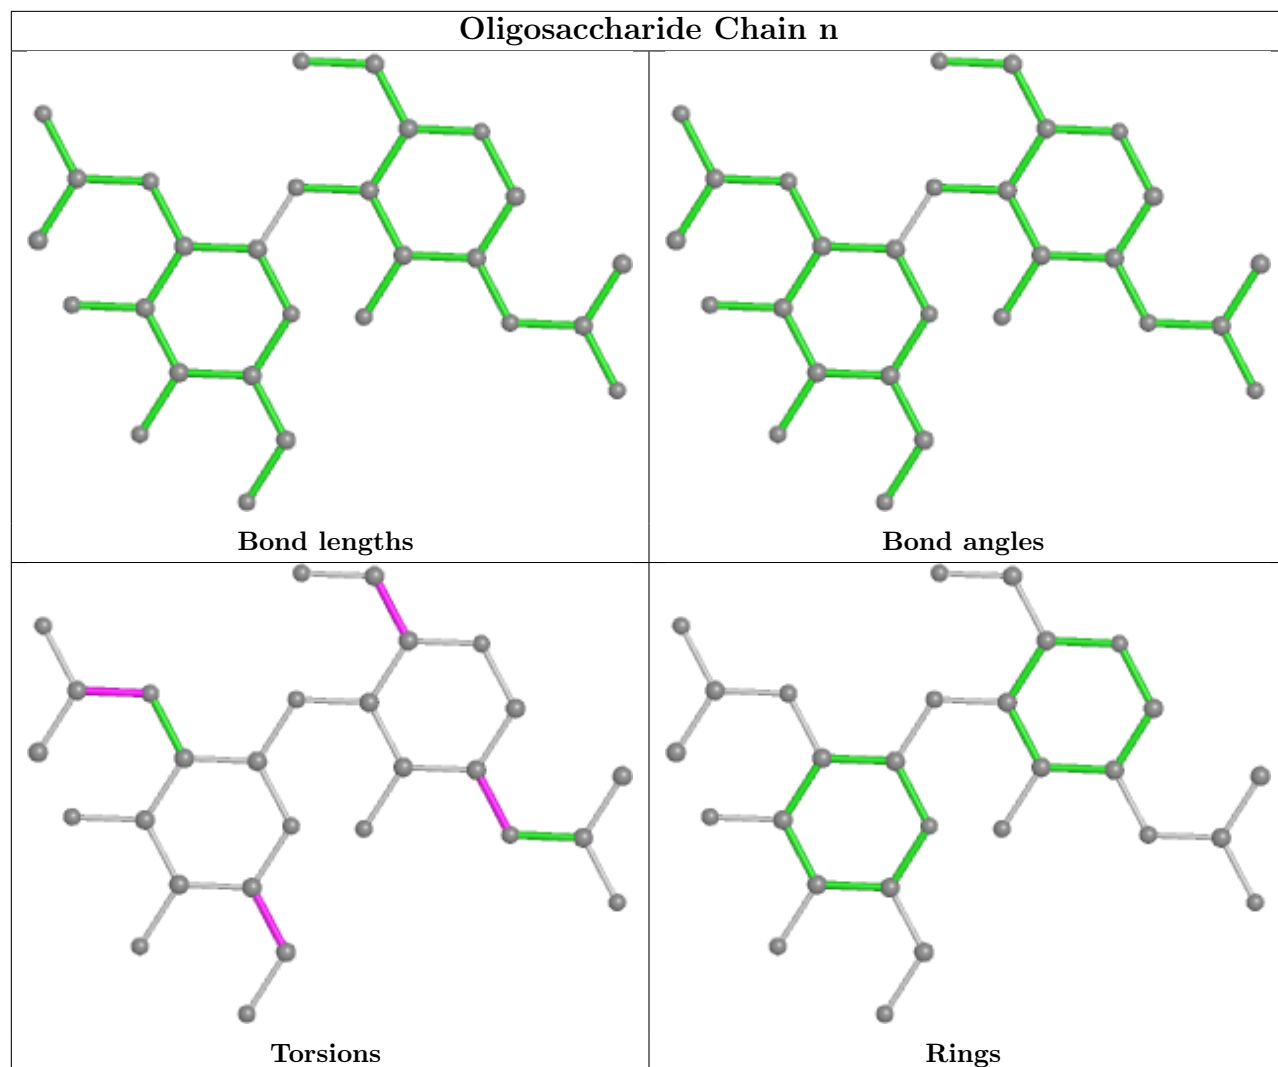 Oligosaccharide Chain n
Bond lengths
Bond angles
Torsions
Rings